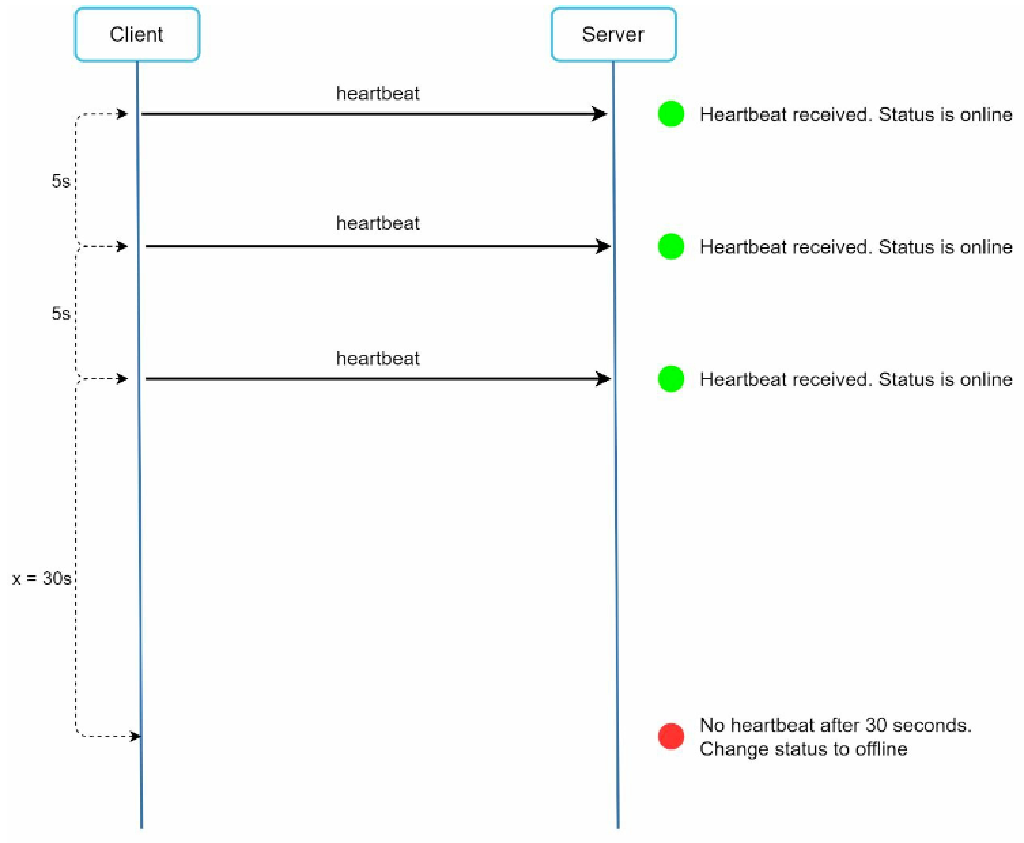 Client
Server
heartbeat
Heartbeat received. Status is online
5s
heartbeat
Heartbeat received. Status is online
5s
heartbeat
Heartbeat received. Status is online
x = 30s
No heartbeat after 30 seconds.
Change status to offline